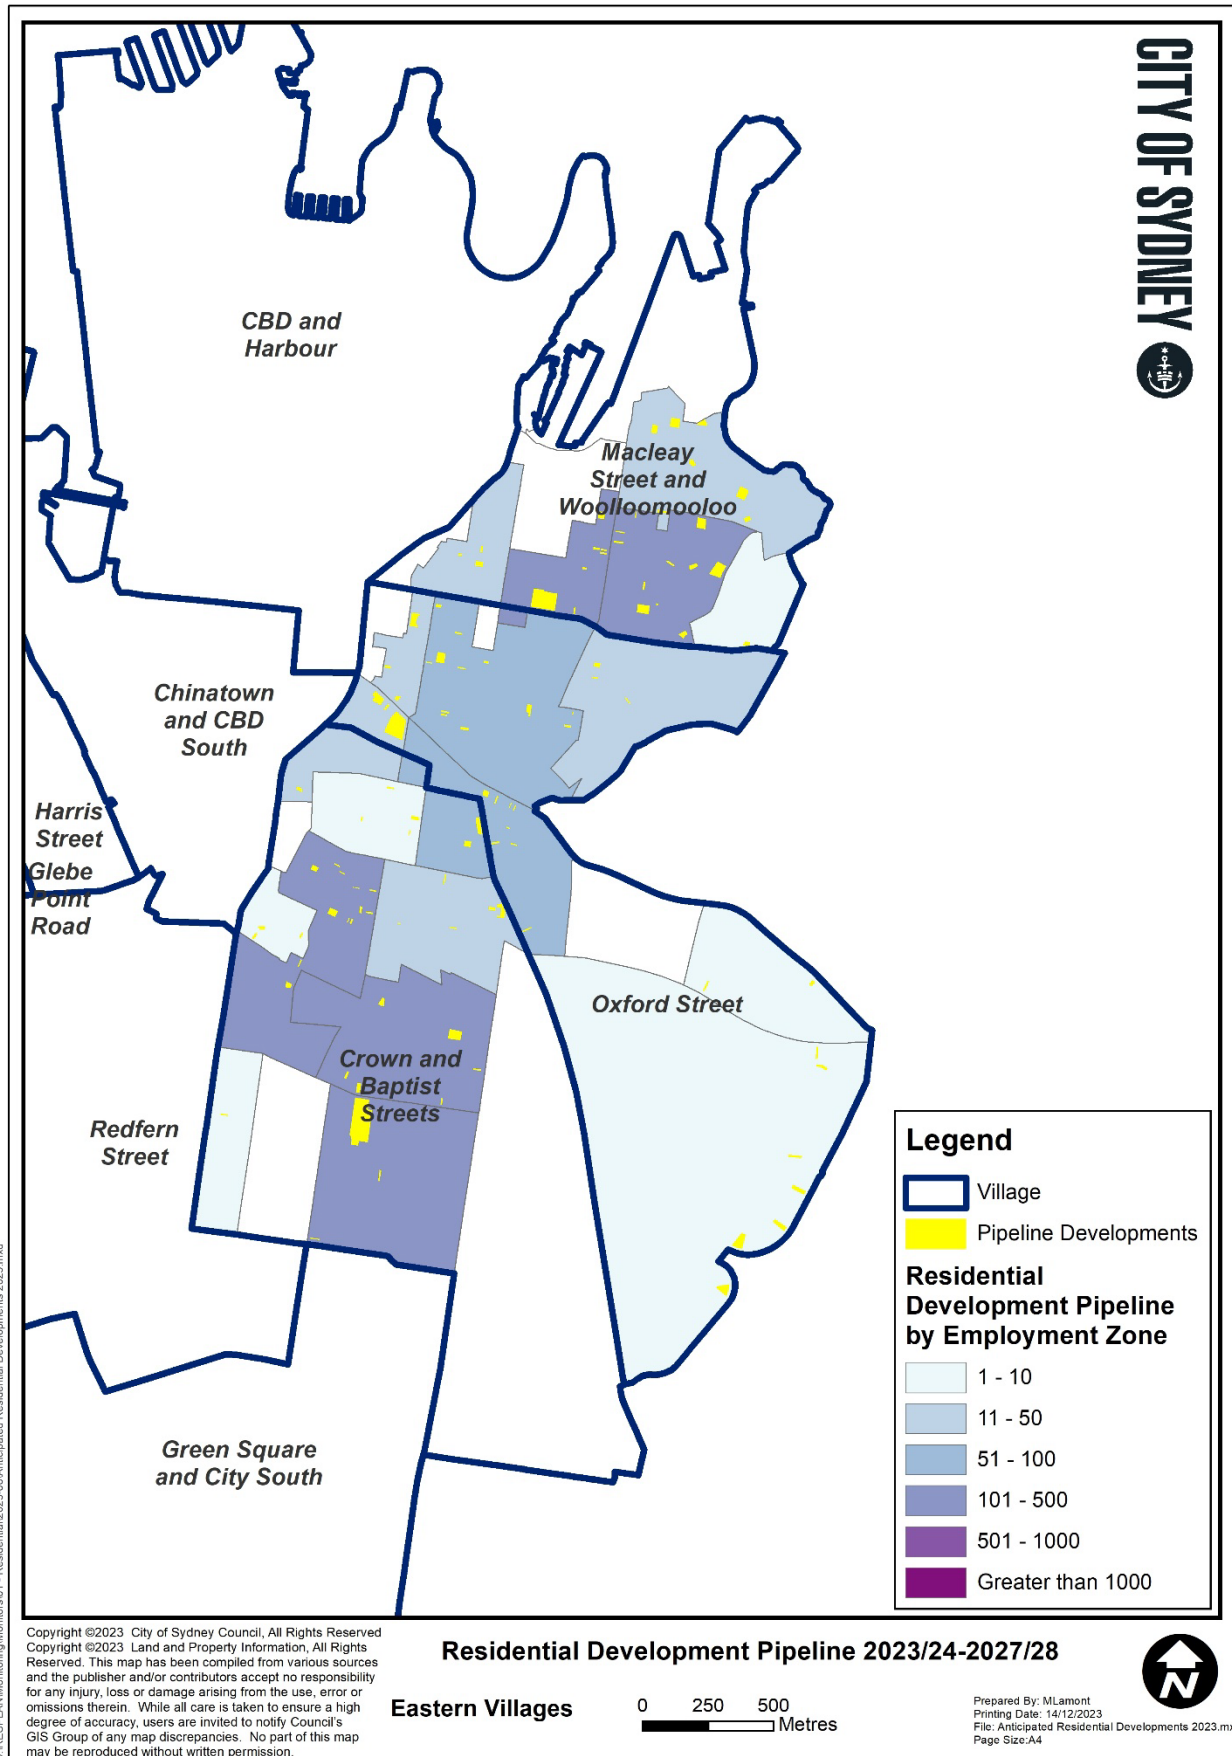 CITY OF SYDNEY
CBD and
Harbour
Macleay
Street and
Woolloomooloo
Chinatown
and CBD
South
Harris
Street
Glebe
Point
Road
Oxford Street
Crown and
Baptist
Streets
Redfern
Street
Green Square
and City South
Legend
Village
Pipeline Developments
Residential
Development Pipeline
by Employment Zone
1 - 10
11 - 50
51 - 100
101 - 500
501 - 1000
Greater than 1000
Copyright ©2023 City of Sydney Council, All Rights Reserved
Copyright ©2023 Land and Property Information, All Rights
Reserved. This map has been compiled from various sources
and the publisher and/or contributors accept no responsibility
for any injury, loss or damage arising from the use, error or
omissions therein. While all care is taken to ensure a high
degree of accuracy, users are invited to notify Council's
GIS Group of any map discrepancies. No part of this map
may be reproduced without written permission.
Residential Development Pipeline 2023/24-2027/28
Eastern Villages
0 250 500
Metres
N
Prepared By: MLamont
Printing Date: 14/12/2023
File: Anticipated Residential Developments 2023.mx
Page Size:A4